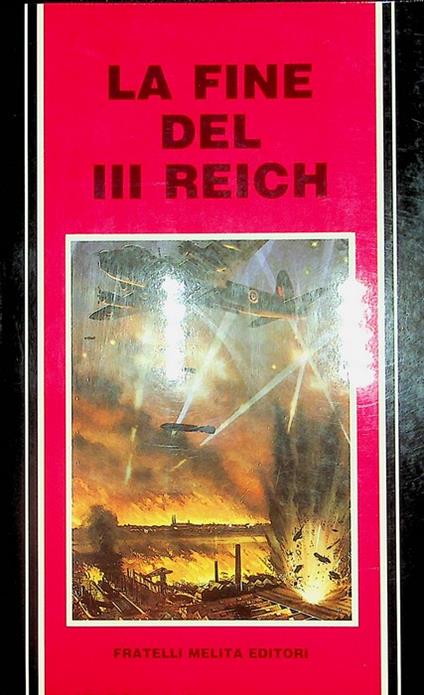 LA FINE
DEL
III REICH
FRATELLI MELITA EDITORI